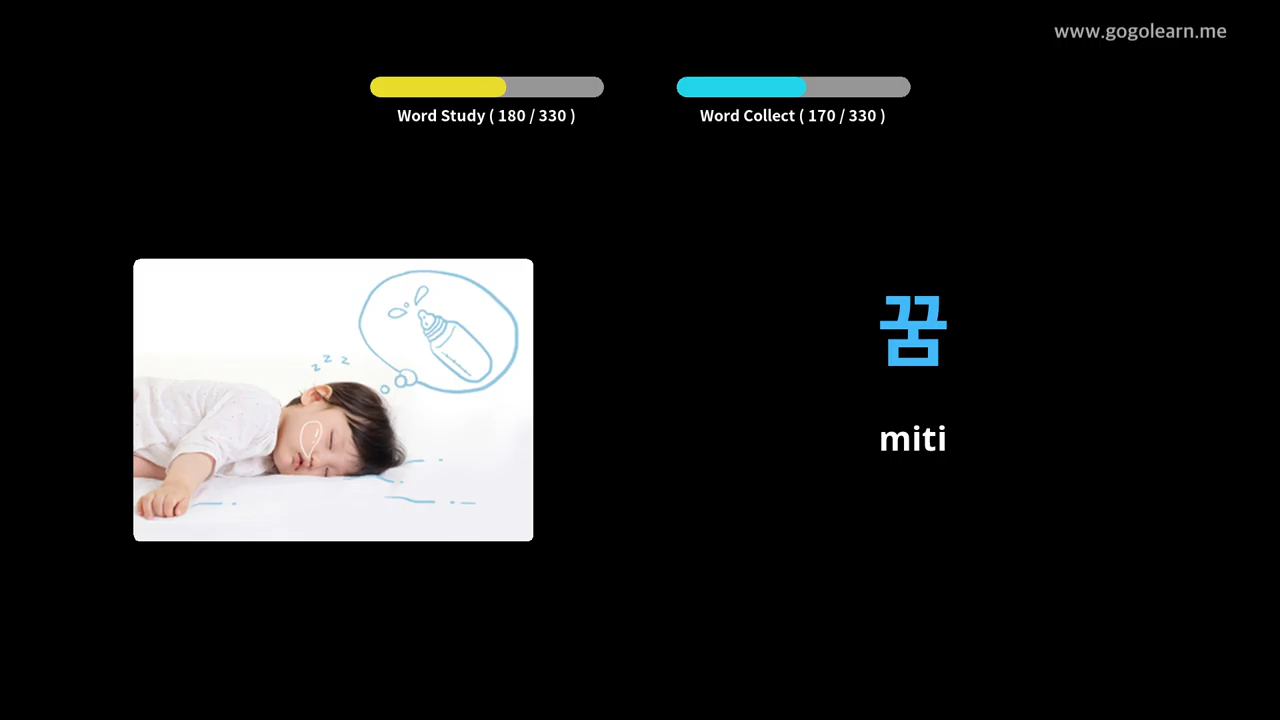 www.gogolearn.me
Word Study ( 180 / 330 )
Word Collect ( 170 / 330 )
z z z
꿈
miti